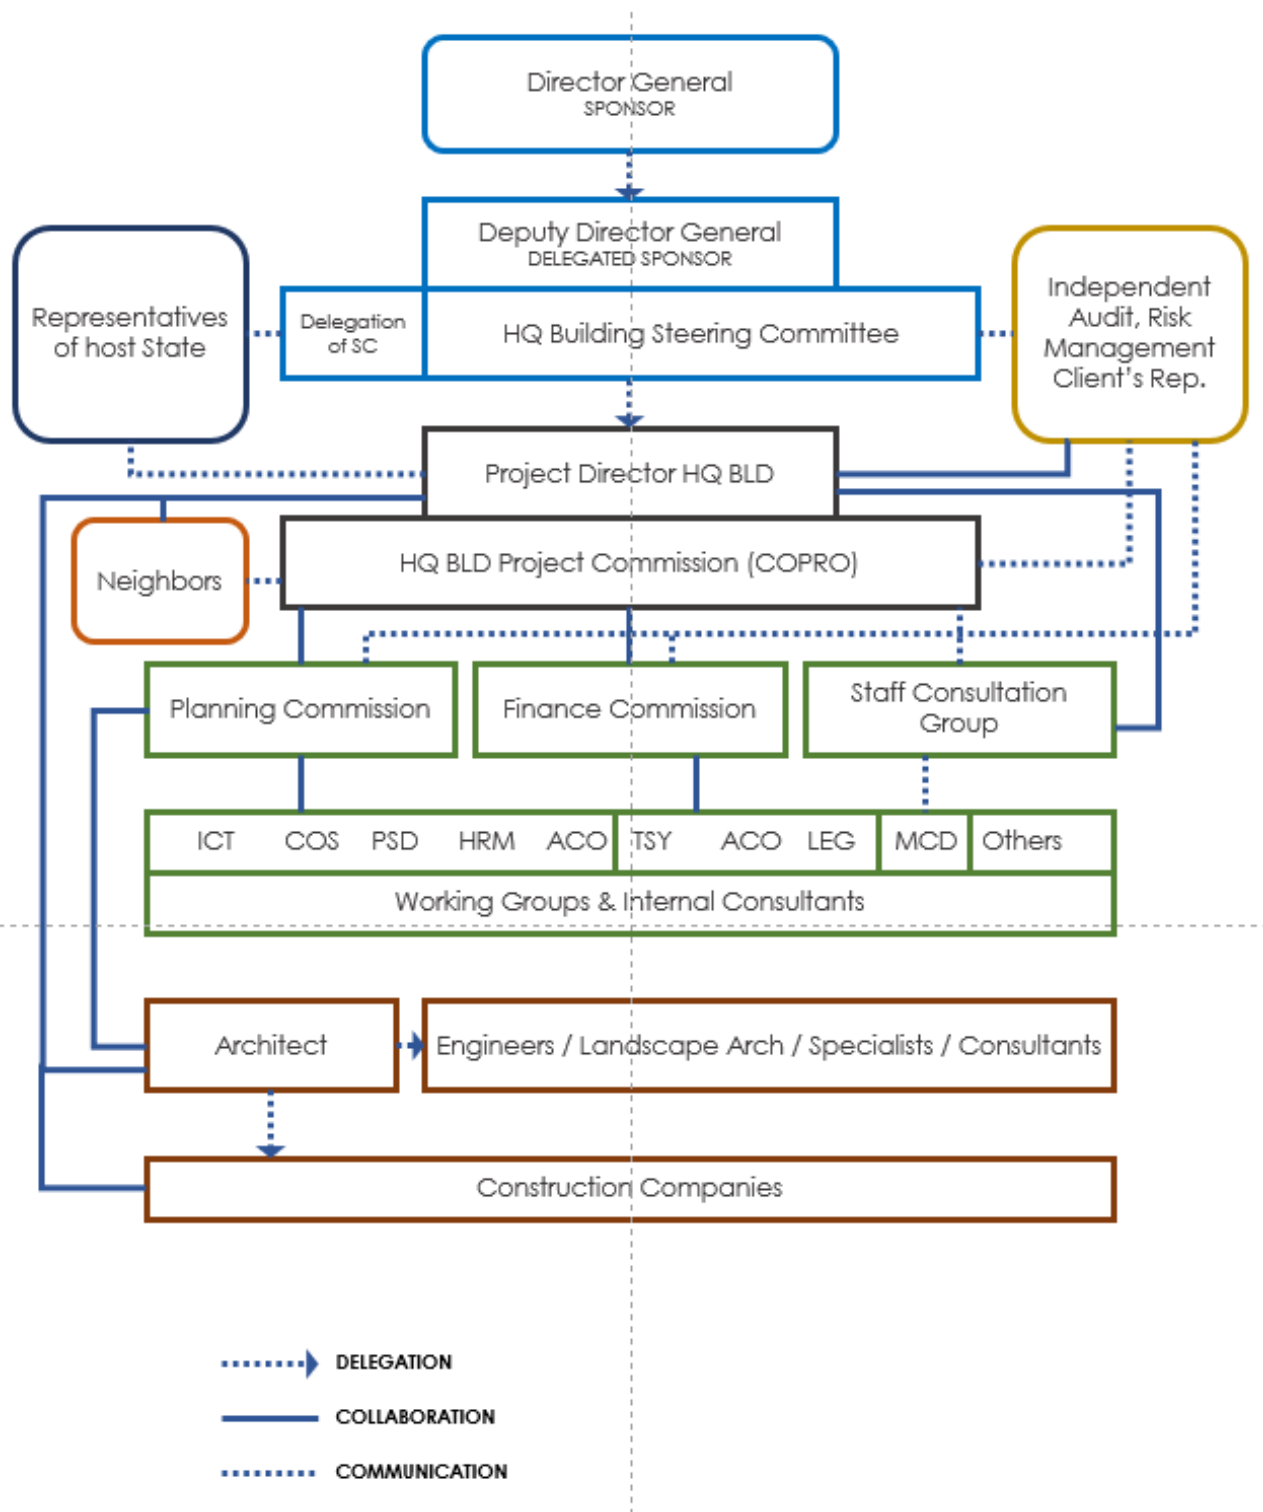 Director General
SPONSOR
Deputy Director General
DELEGATED SPONSOR
Representatives
of host State
Delegation
of SC
HQ Building Steering Committee
Independent
Audit, Risk
Management
Client's Rep.
Project Director HQ BLD
Neighbors
HQ BLD Project Commission (COPRO)
Planning Commission
Finance Commission
Staff Consultation
Group
ICT COS PSD HRM ACO TSY ACO LEG MCD Others
Working Groups & Internal Consultants
Architect
Engineers / Landscape Arch / Specialists / Consultants
Construction Companies
DELEGATION
COLLABORATION
COMMUNICATION